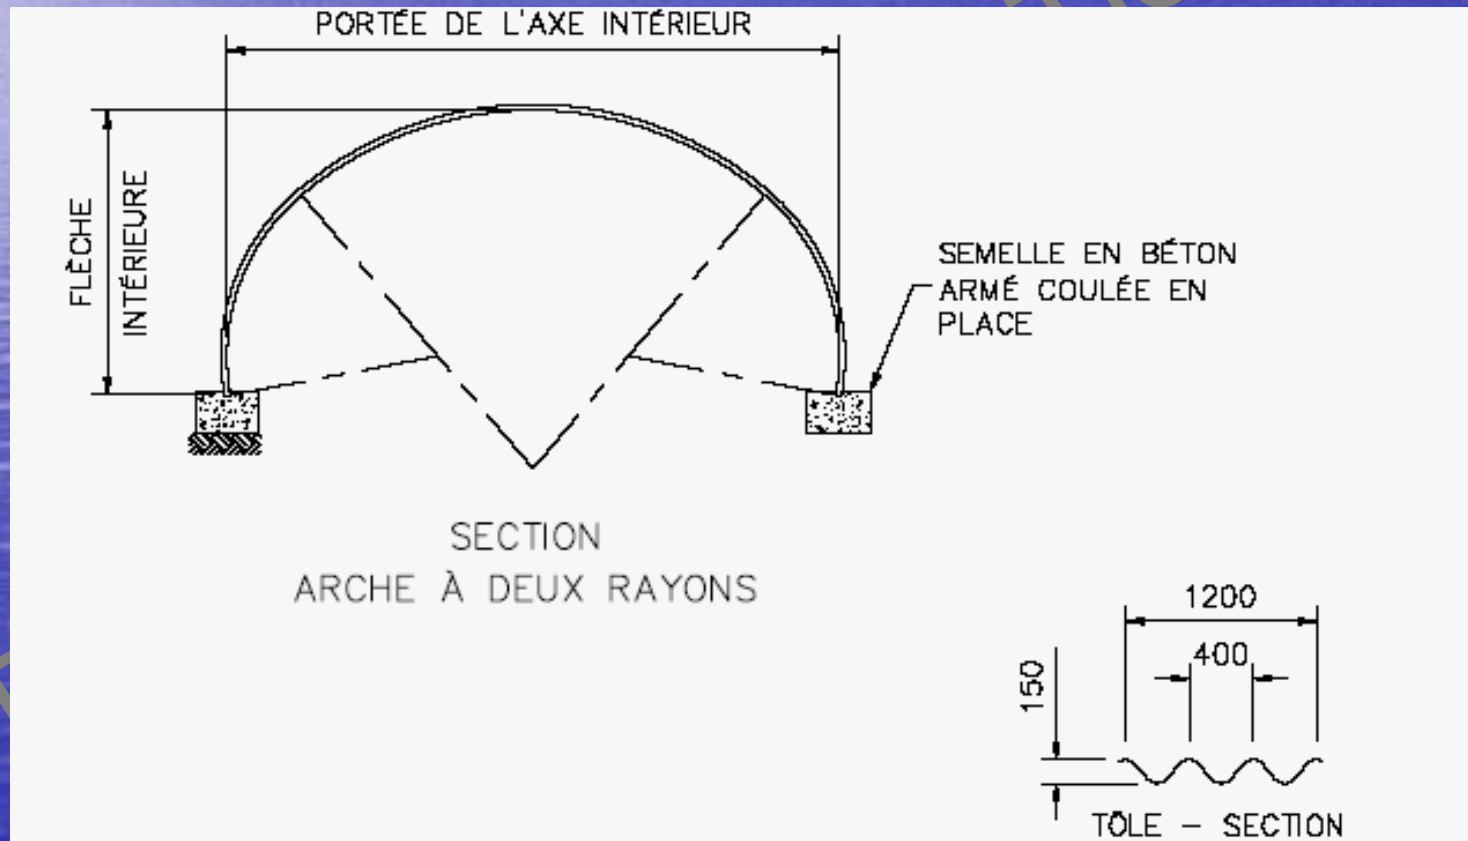 PORTÉE DE L'AXE INTÉRIEUR
FLÈCHE
INTÉRIEURE
SEMELLE EN BÉTON
ARMÉ COULÉE EN
PLACE
SECTION
ARCHE À DEUX RAYONS
1200
400
150
TÔLE – SECTION